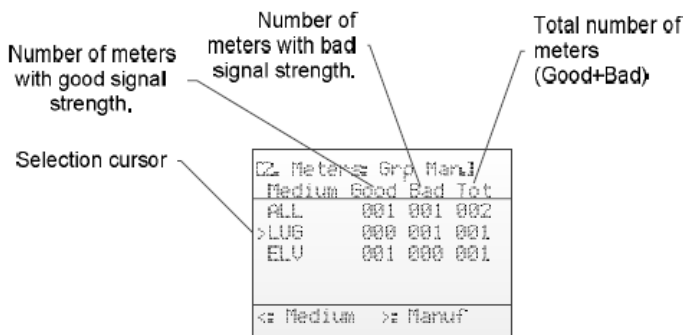 Number of meters
with good signal
strength.
Number of
meters with bad
signal strength.
Total number of
meters
(Good+Bad)
Selection cursor
[2. Meters: Grp Man.]
Medium Good Bad Tot
ALL 001 001 002
>LUG 000 001 001
ELV 001 000 001
<: Medium >: Manuf